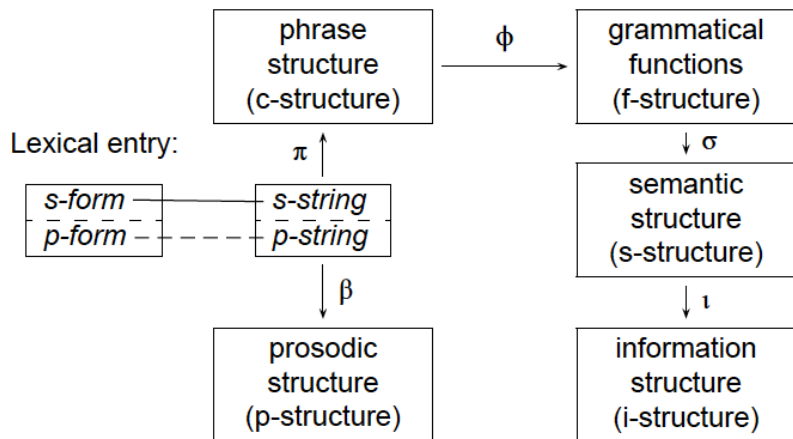 phrase
structure
(c-structure)
ϕ
grammatical
functions
(f-structure)
Lexical entry:
π
σ
s-form
s-string
p-form
p-string
semantic
structure
(s-structure)
β
ι
prosodic
structure
(p-structure)
information
structure
(i-structure)